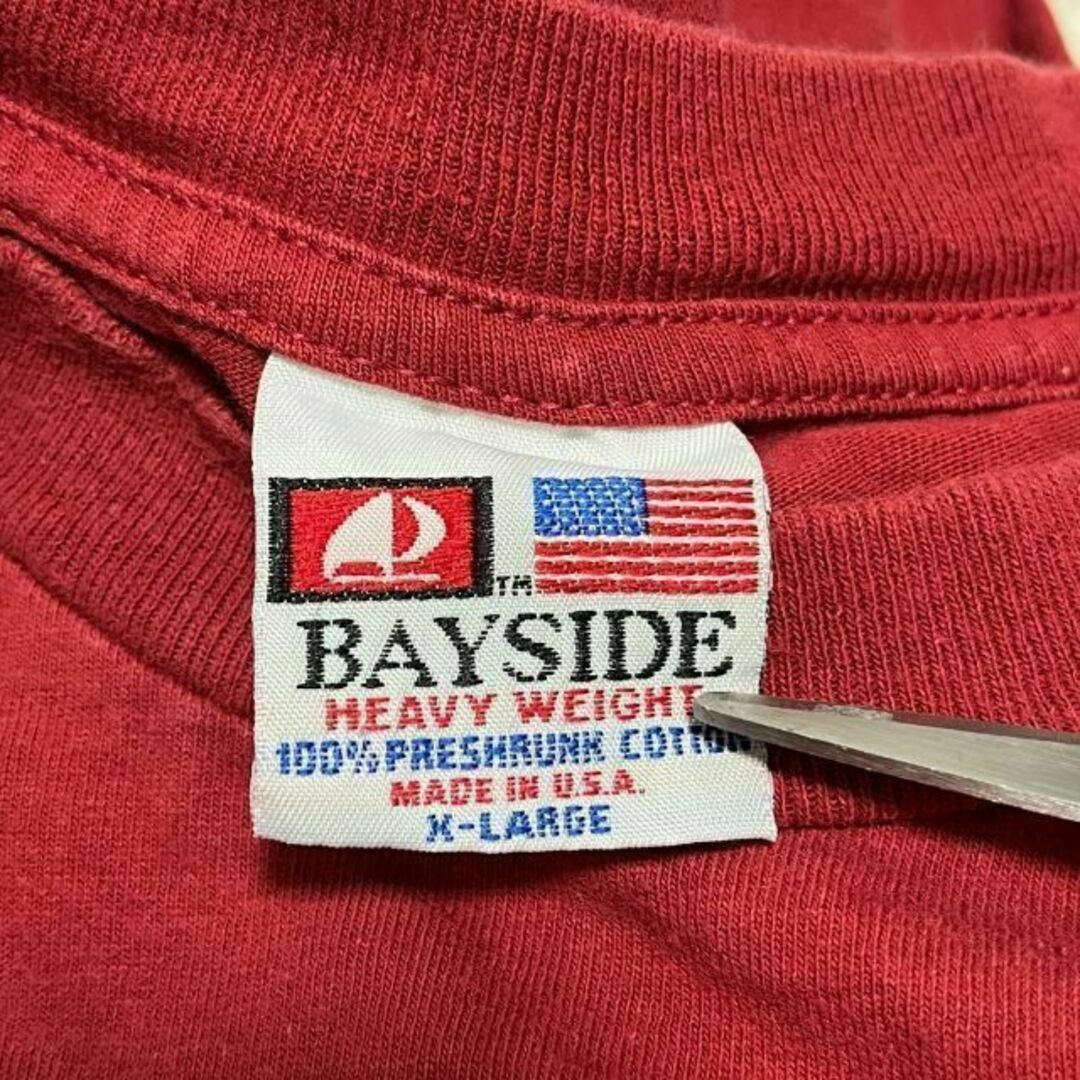 TM
BAYSIDE
HEAVY WEIGHT
100% PRESHRUNK COTTON
MADE IN U.S.A.
X-LARGE